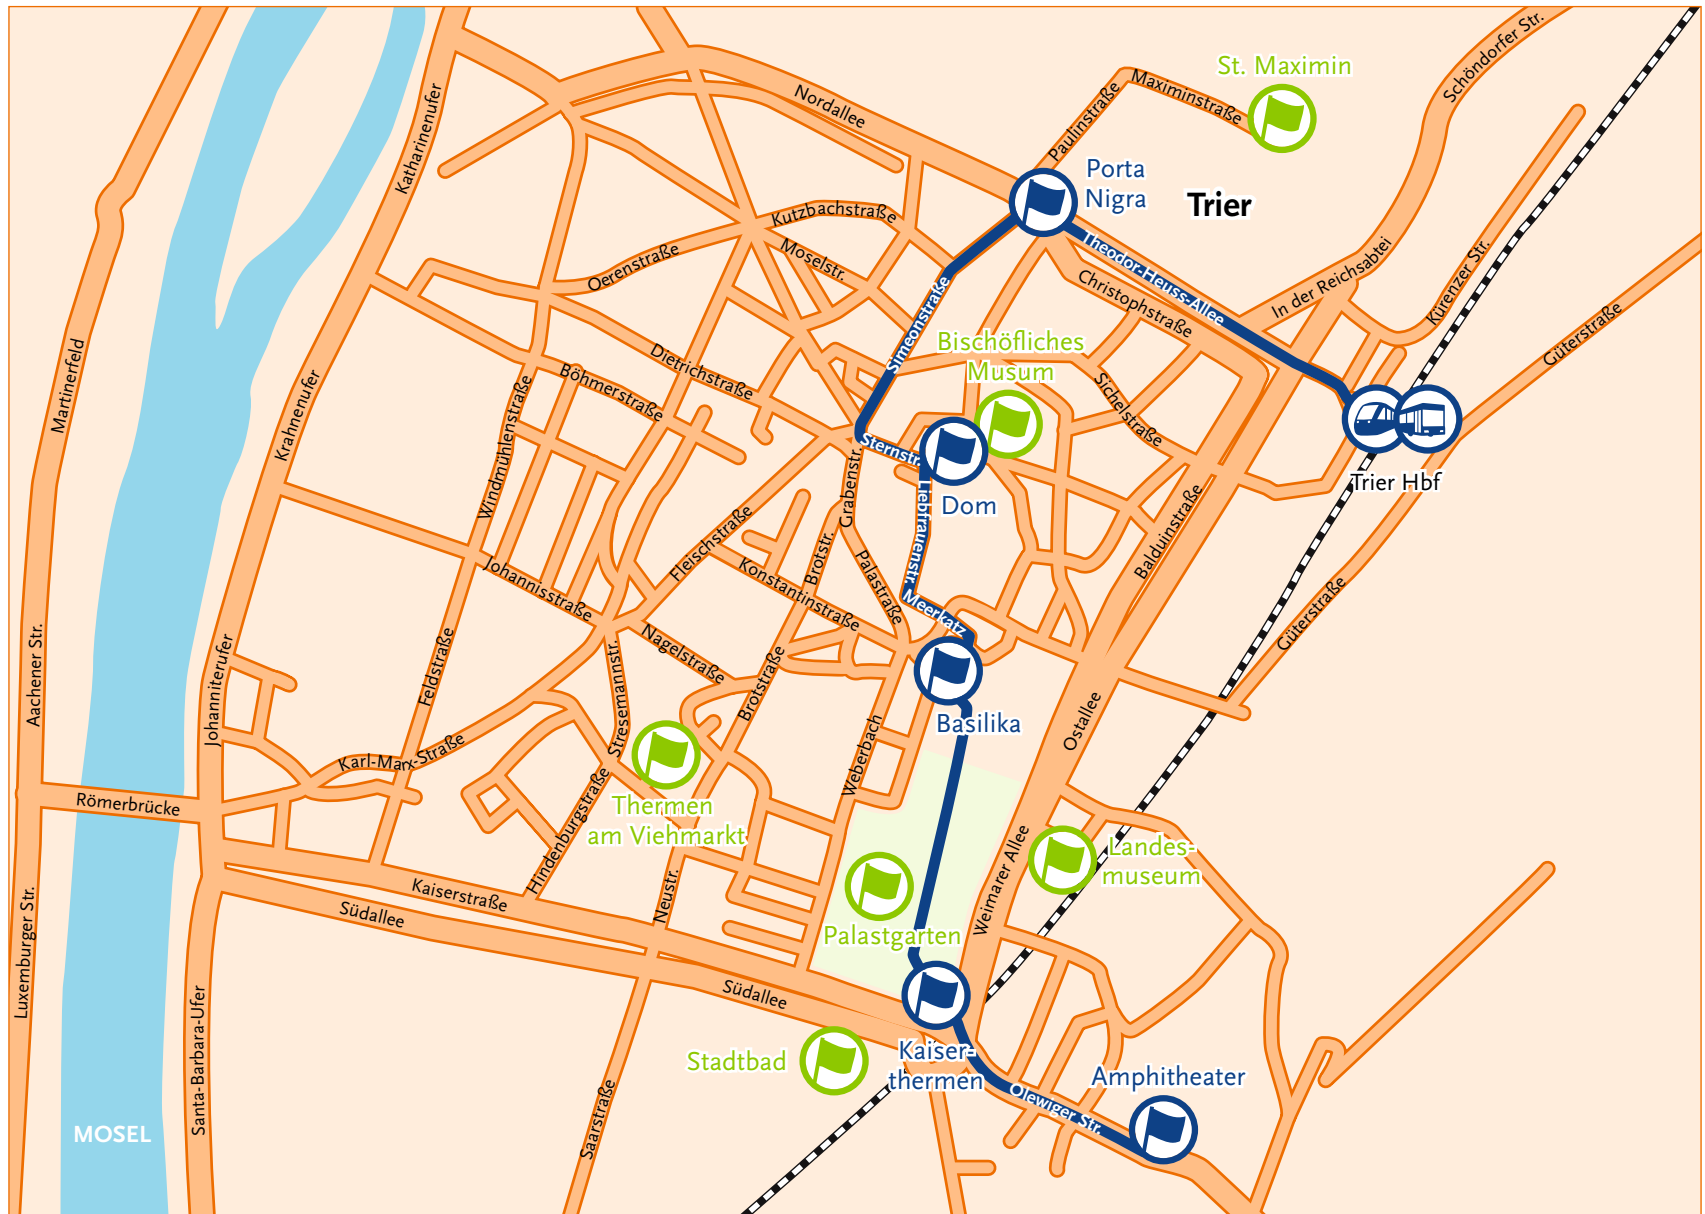 St. Maximin
Schöndorfer Str.
Maximinstraße
Paulinstraße
Nordallee
Katharinenufer
Porta
Nigra
Trier
Kutzbachstraße
Theodor-Heuss-Allee
In der Reichsabtei
Kürenzer Str.
Oerenstraße
Moselstr.
Christophstraße
Simeonstraße
Güterstraße
Bischöfliches
Musum
Martinerfeld
Dietrichstraße
Böhmerstraße
Sichelstraße
Krahnenufer
Windmühlenstraße
Sternstr.
Grabenstr.
Liebfrauenstr.
Dom
Trier Hbf
Balduinstraße
Fleischstraße
Brotstr.
Palastraße
Johannisstraße
Konstantinstraße
Meerkatz
Güterstraße
Aachener Str.
Johanniterufer
Feldstraße
Stresemannstr.
Nagelstraße
Brotstraße
Basilika
Ostallee
Karl-Marx-Straße
Weberbach
Römerbrücke
Thermen
am Viehmarkt
Hindenburgstraße
Landes-
museum
Weimarer Allee
Kaiserstraße
Südallee
Neustr.
Palastgarten
Luxemburger Str.
Südallee
Santa-Barbara-Ufer
Stadtbad
Kaiser-
thermen
Amphitheater
Olewiger Str.
Saarstraße
MOSEL